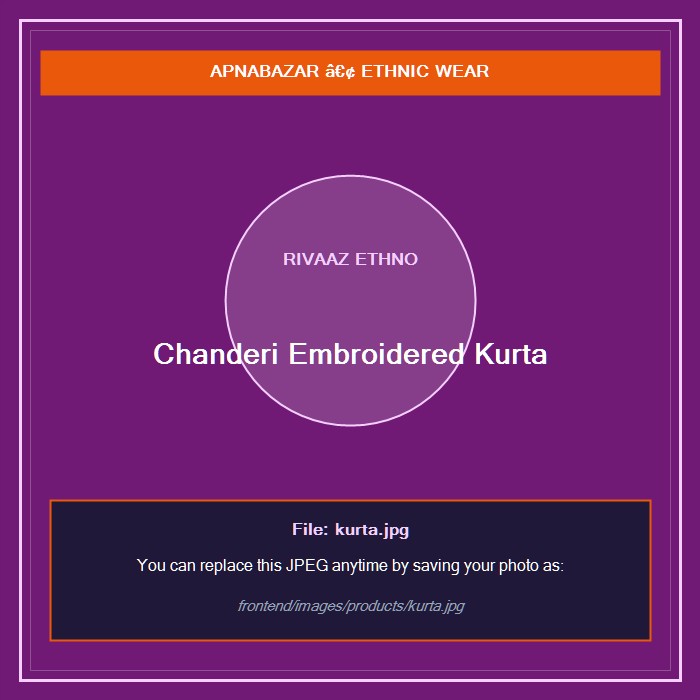 APNABAZAR â€¢ ETHNIC WEAR
RIVAAZ ETHNO
Chanderi Embroidered Kurta
File: kurta.jpg
You can replace this JPEG anytime by saving your photo as:
frontend/images/products/kurta.jpg